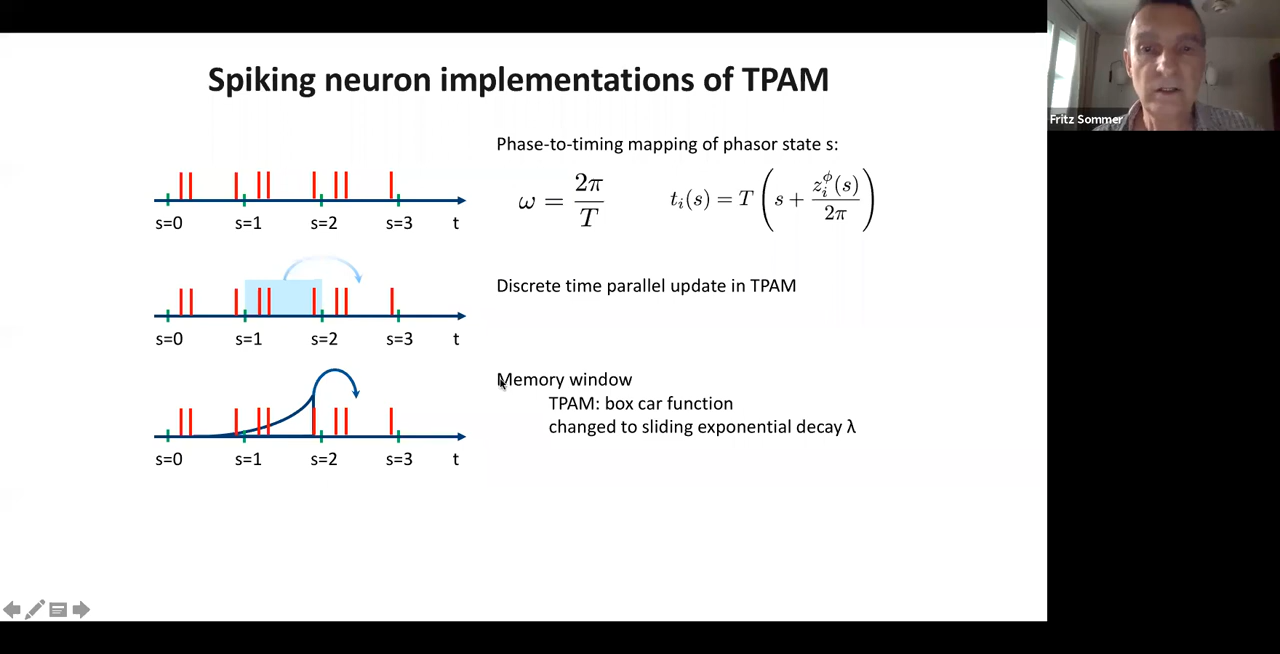 Spiking neuron implementations of TPAM
Fritz Sommer
Phase-to-timing mapping of phasor state s:
ω = 2π / T
t_i(s) = T ( s + z_i^ϕ(s) / 2π )
s=0 s=1 s=2 s=3 t
Discrete time parallel update in TPAM
s=0 s=1 s=2 s=3 t
Memory window
TPAM: box car function
changed to sliding exponential decay λ
s=0 s=1 s=2 s=3 t